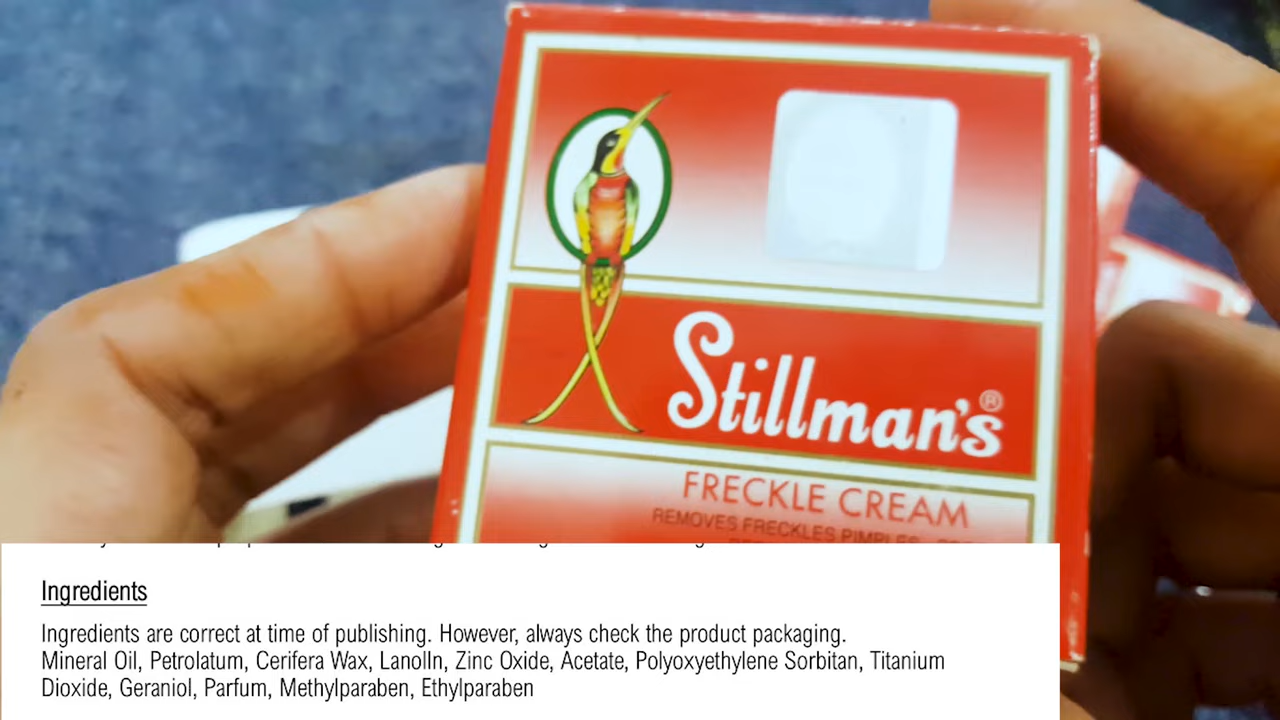 Stillman's®
FRECKLE CREAM
REMOVES FRECKLES PIMPLES
Ingredients
Ingredients are correct at time of publishing. However, always check the product packaging.
Mineral Oil, Petrolatum, Cerifera Wax, Lanolln, Zinc Oxide, Acetate, Polyoxyethylene Sorbitan, Titanium
Dioxide, Geraniol, Parfum, Methylparaben, Ethylparaben